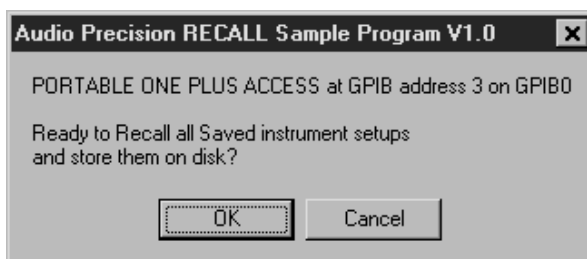 Audio Precision RECALL Sample Program V1.0
PORTABLE ONE PLUS ACCESS at GPIB address 3 on GPIB0
Ready to Recall all Saved instrument setups
and store them on disk?
OK
Cancel